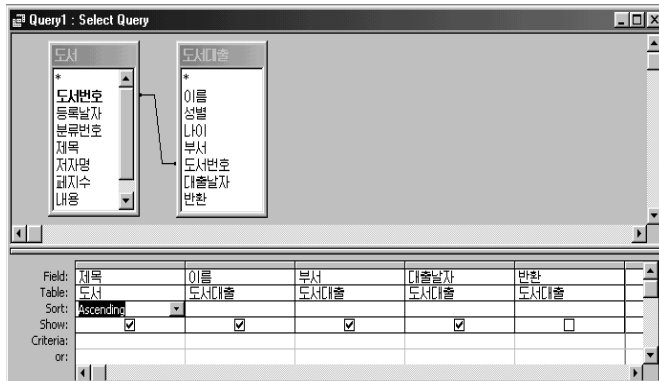 Query1 : Select Query
도서
*
도서번호
등록날자
분류번호
제목
저자명
페지수
내용
도서대출
*
이름
성별
나이
부서
도서번호
대출날자
반환
Field: 제목 이름 부서 대출날자 반환
Table: 도서 도서대출 도서대출 도서대출 도서대출
Sort: Ascending
Show:
Criteria:
or: